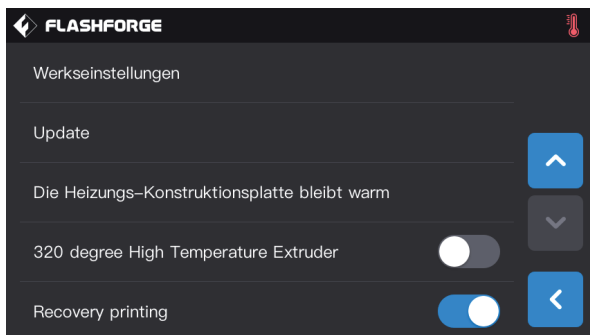 FLASHFORGE
Werkseinstellungen
Update
Die Heizungs-Konstruktionsplatte bleibt warm
320 degree High Temperature Extruder
Recovery printing